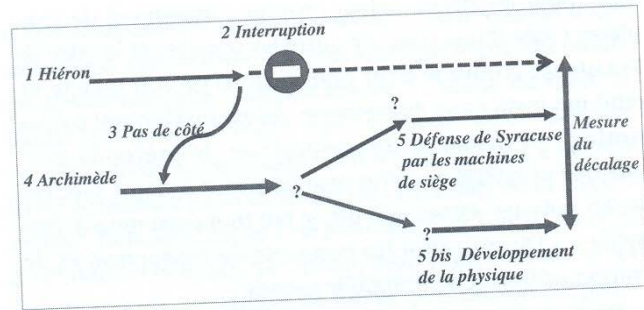 2 Interruption
1 Hiéron
3 Pas de côté
?
5 Défense de Syracuse
par les machines
de siège
Mesure
du
décalage
4 Archimède
?
?
5 bis Développement
de la physique